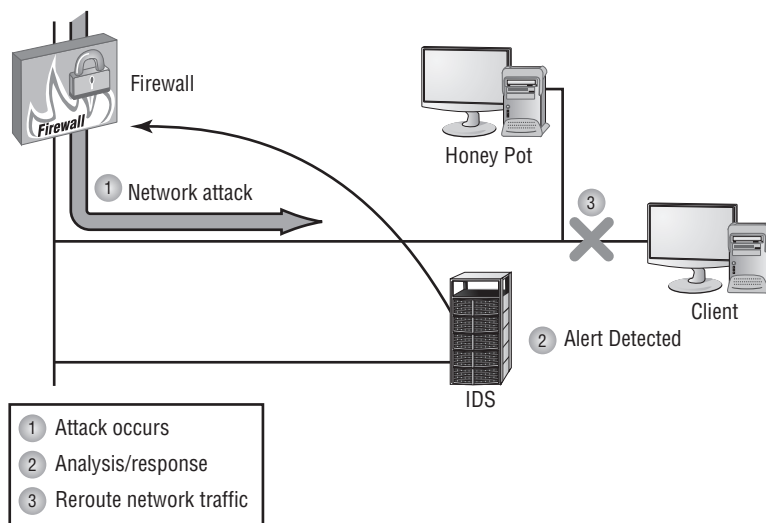 Firewall
Firewall
Honey Pot
1 Network attack
3
Client
2 Alert Detected
IDS
1 Attack occurs
2 Analysis/response
3 Reroute network traffic